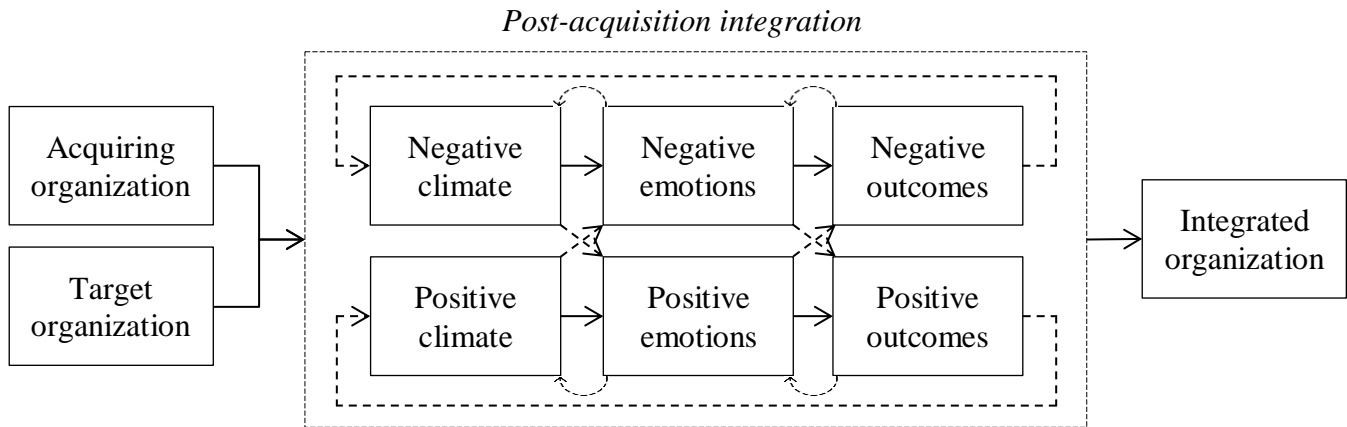 Post-acquisition integration
Acquiring
organization
Target
organization
Negative
climate
Negative
emotions
Negative
outcomes
Positive
climate
Positive
emotions
Positive
outcomes
Integrated
organization